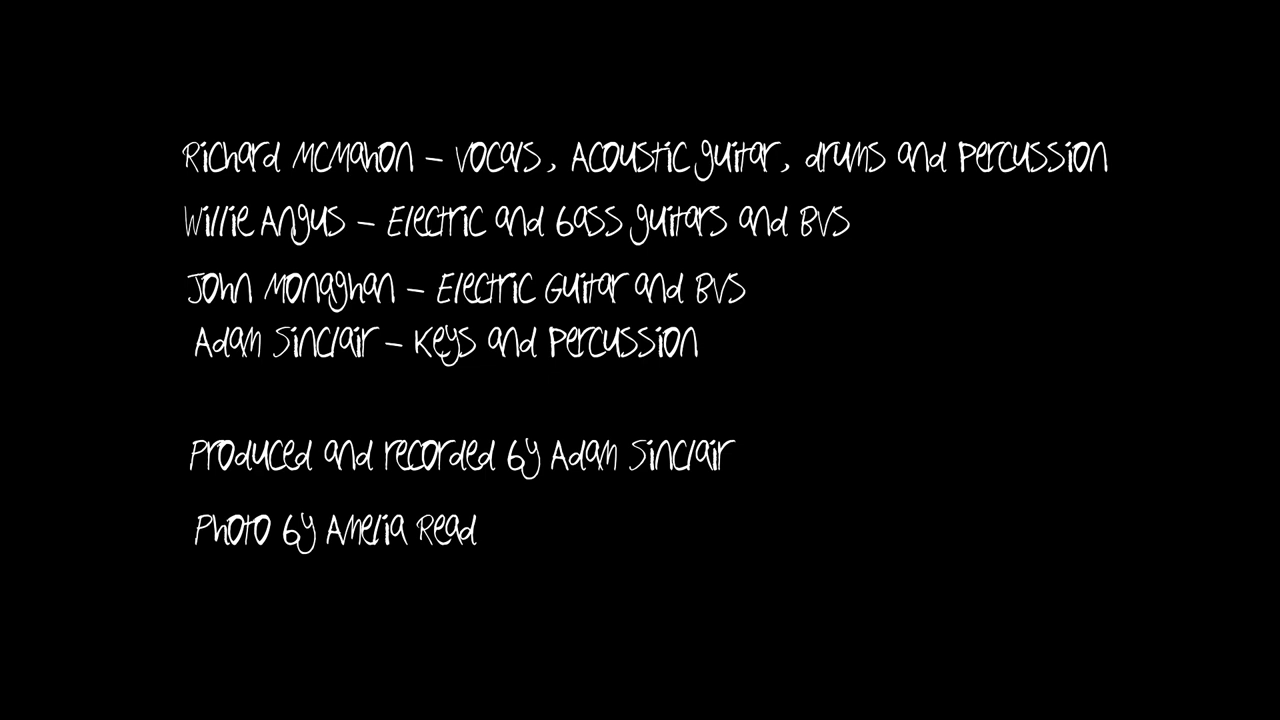 Richard McMahon – Vocals, Acoustic guitar, drums and Percussion
Willie Angus – Electric and bass guitars and BVS
John Monaghan – Electric Guitar and BVS
Adam Sinclair – Keys and Percussion
Produced and recorded by Adam Sinclair
Photo by Amelia Read